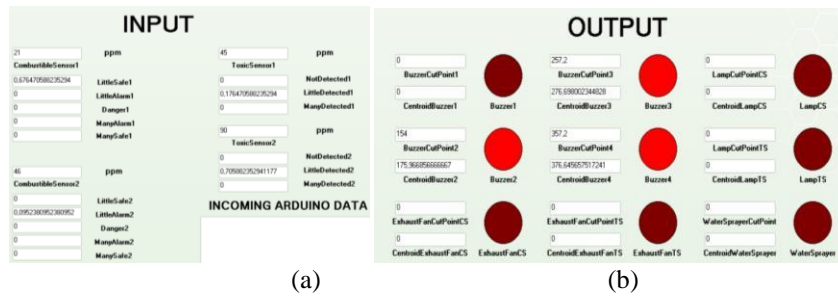 INPUT
21 ppm
CombustibleSensor1
0,676470588235294 LittleSafe1
0 LittleAlarm1
0 Danger1
0 ManyAlarm1
0 ManySafe1
46 ppm
CombustibleSensor2
0 LittleSafe2
0,0952380952380952 LittleAlarm2
0 Danger2
0 ManyAlarm2
0 ManySafe2
45 ppm
ToxicSensor1
0 NotDetected1
0,176470588235294 LittleDetected1
0 ManyDetected1
90 ppm
ToxicSensor2
0 NotDetected2
0,705882352941177 LittleDetected2
0 ManyDetected2
INCOMING ARDUINO DATA
(a)
OUTPUT
0 257,2 0
BuzzerCutPoint1 BuzzerCutPoint3 LampCutPointCS
0 276,698002344828 0
CentroidBuzzer1 Buzzer1 CentroidBuzzer3 Buzzer3 CentroidLampCS LampCS
154 357,2 0
BuzzerCutPoint2 BuzzerCutPoint4 LampCutPointTS
175,966856666667 376,645657517241 0
CentroidBuzzer2 Buzzer2 CentroidBuzzer4 Buzzer4 CentroidLampTS LampTS
0 0 0
ExhaustFanCutPointCS ExhaustFanCutPointTS WaterSprayerCutPoint
0 0 0
CentroidExhaustFanCS ExhaustFanCS CentroidExhaustFanTS ExhaustFanTS CentroidWaterSprayer WaterSprayer
(b)